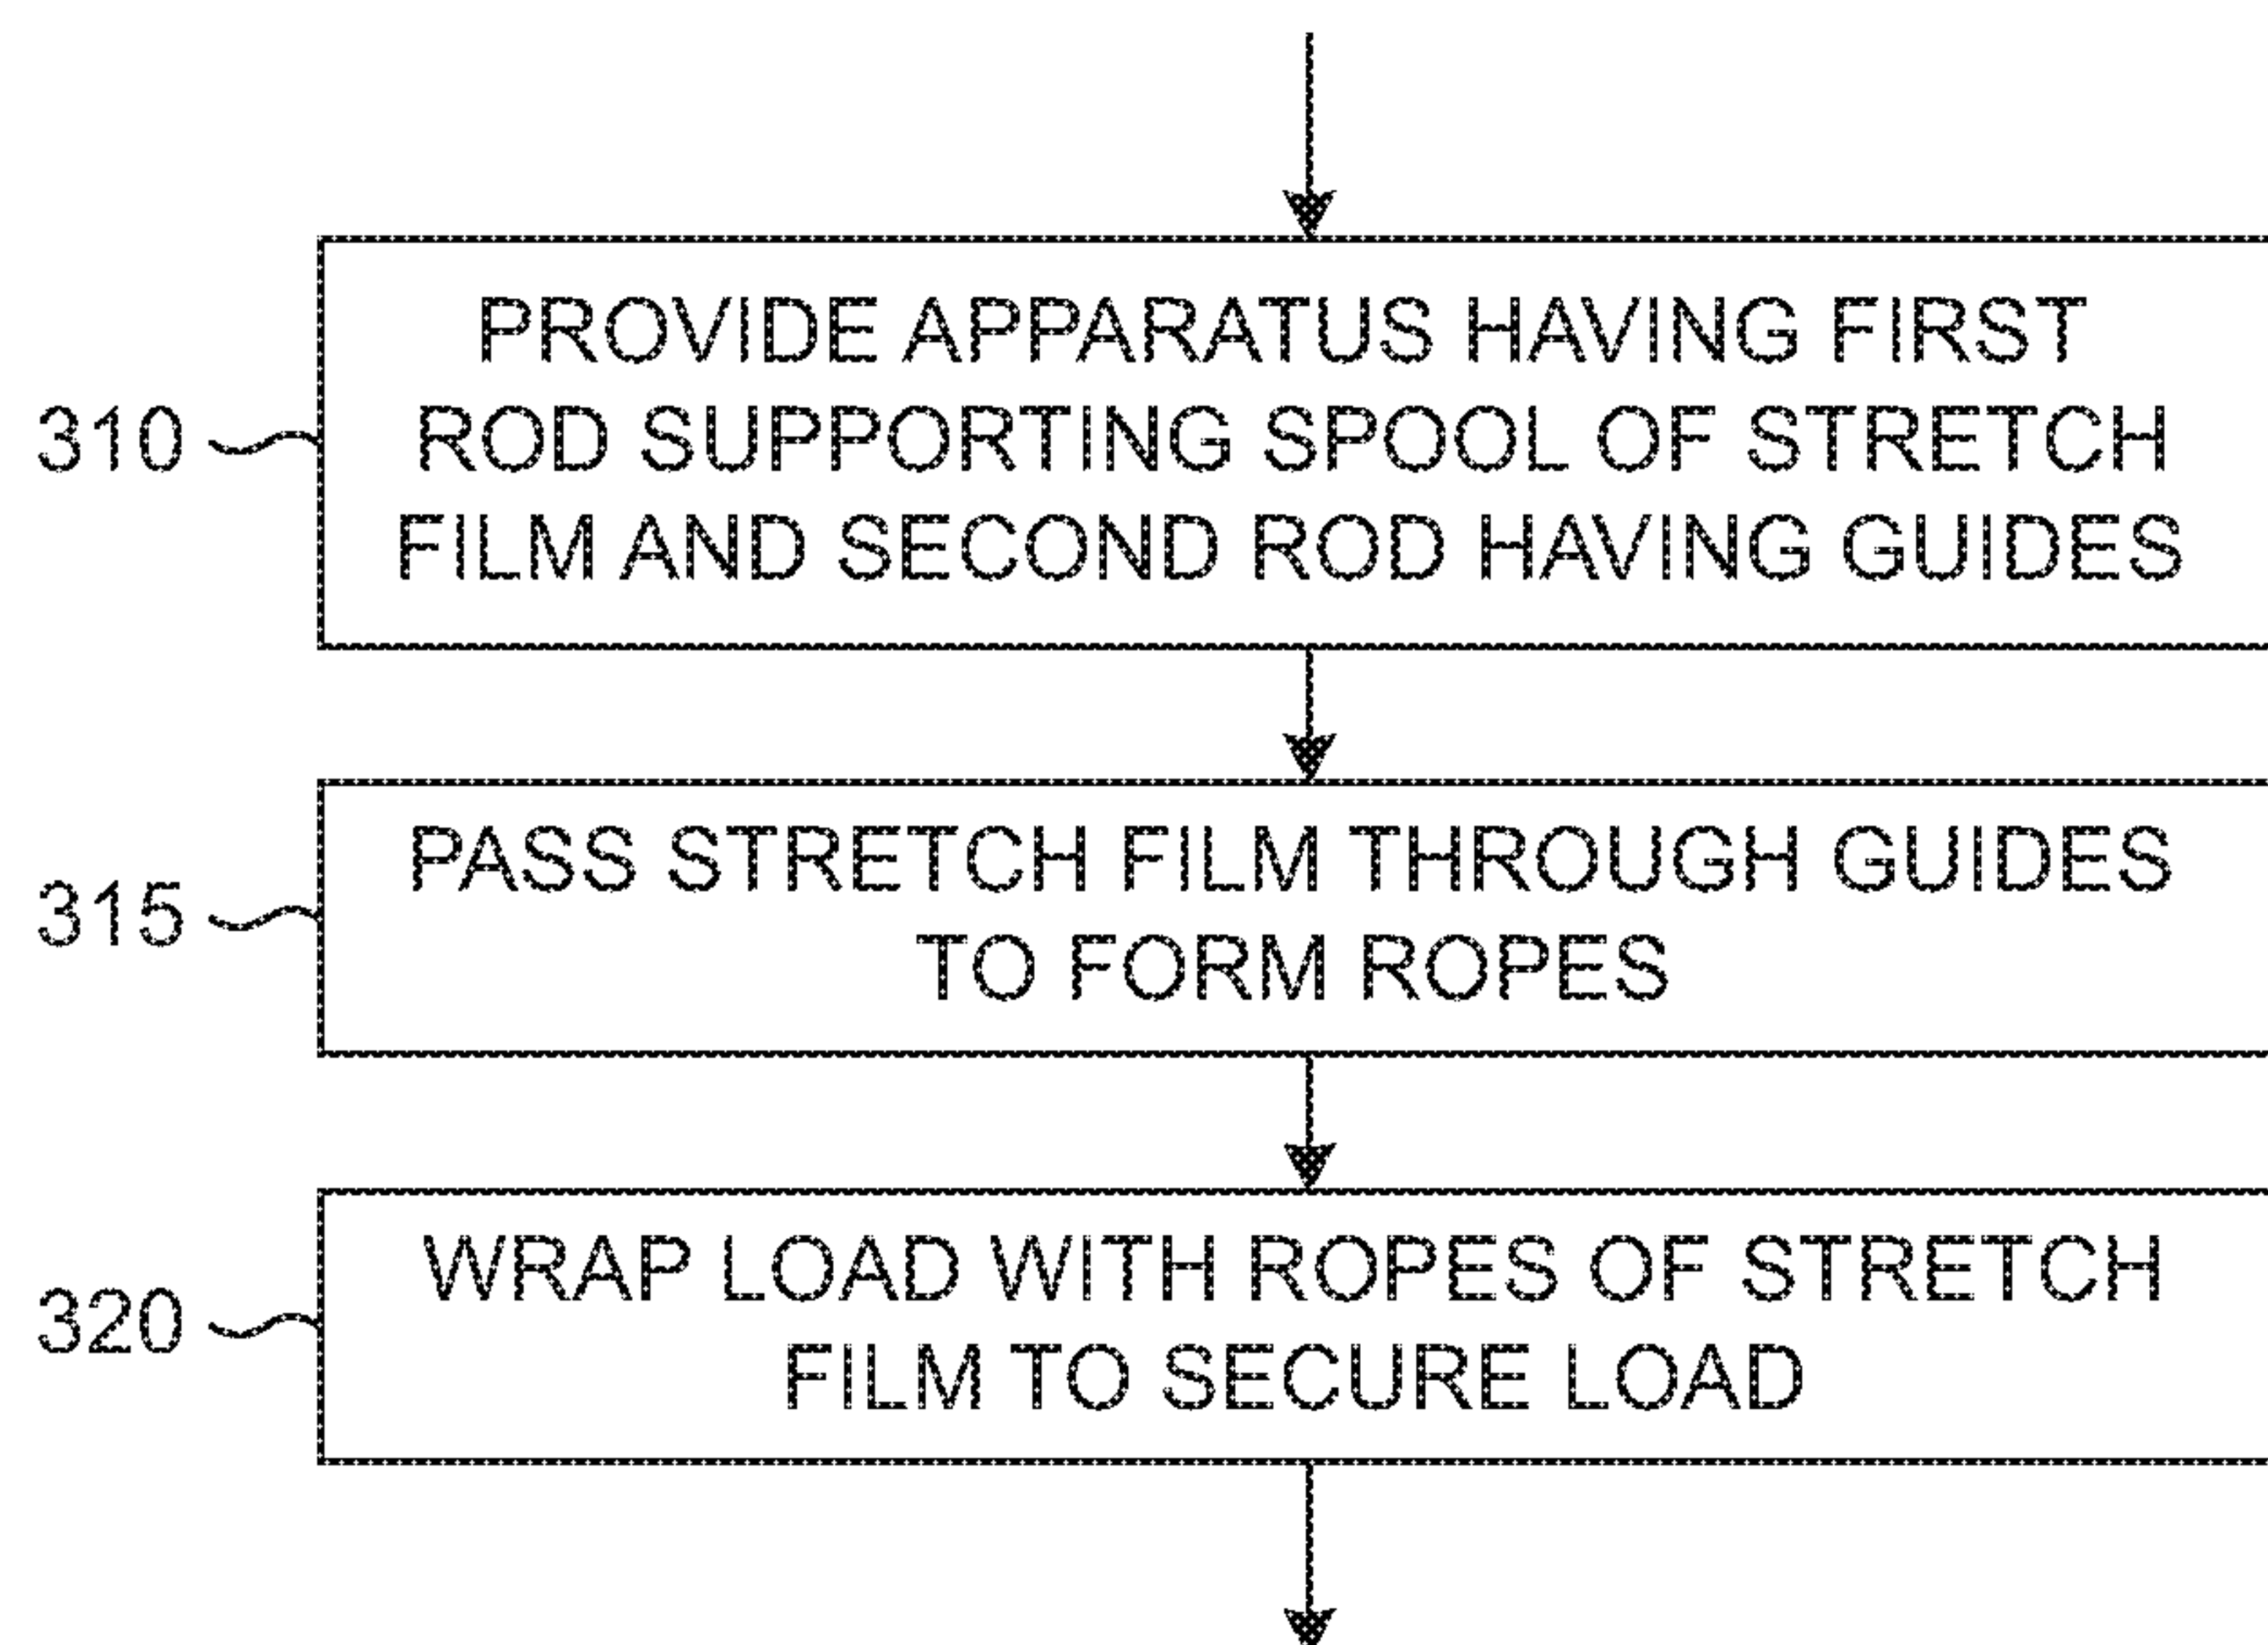 PROVIDE APPARATUS HAVING FIRST
310 ROD SUPPORTING SPOOL OF STRETCH
FILM AND SECOND ROD HAVING GUIDES
PASS STRETCH FILM THROUGH GUIDES
315
TO FORM ROPES
WRAP LOAD WITH ROPES OF STRETCH
320
FILM TO SECURE LOAD